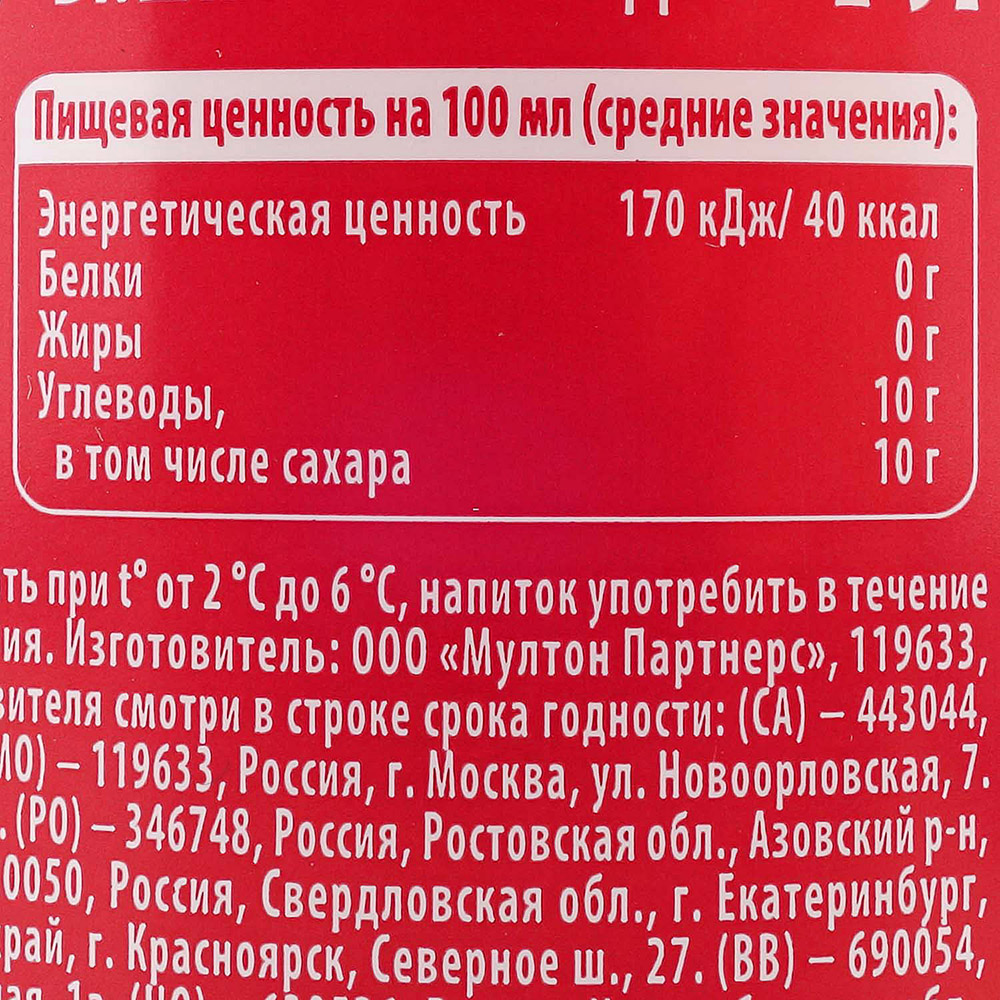 Пищевая ценность на 100 мл (средние значения):
Энергетическая ценность 170 кДж/ 40 ккал
Белки 0 г
Жиры 0 г
Углеводы, 10 г
в том числе сахара 10 г
ть при t° от 2 °C до 6 °C, напиток употребить в течение
ия. Изготовитель: ООО «Мултон Партнерс», 119633,
вителя смотри в строке срока годности: (СА) – 443044,
МО) – 119633, Россия, г. Москва, ул. Новоорловская, 7.
. (РО) – 346748, Россия, Ростовская обл., Азовский р-н,
0050, Россия, Свердловская обл., г. Екатеринбург,
край, г. Красноярск, Северное ш., 27. (ВВ) – 690054,